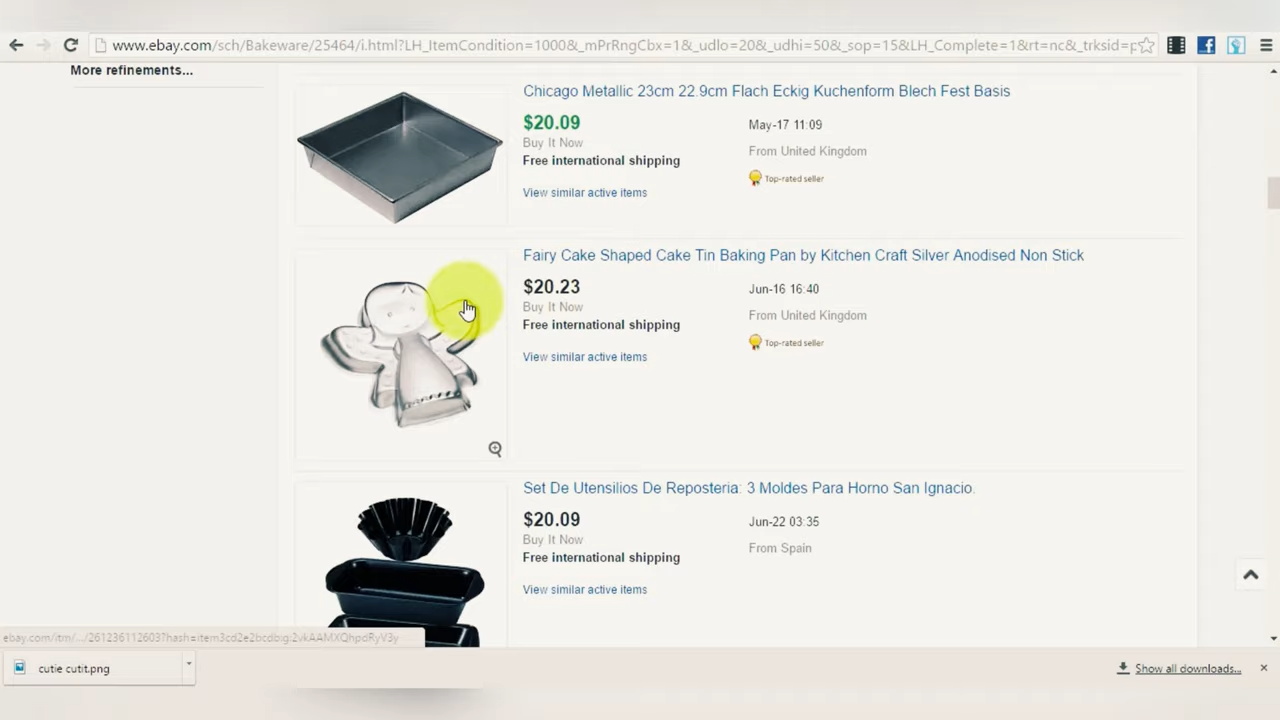 www.ebay.com/sch/Bakeware/25464/i.html?LH_ItemCondition=1000&_mPrRngCbx=1&_udlo=20&_udhi=50&_sop=15&LH_Complete=1&rt=nc&_trksid=p
More refinements...
Chicago Metallic 23cm 22.9cm Flach Eckig Kuchenform Blech Fest Basis
$20.09 May-17 11:09
Buy It Now From United Kingdom
Free international shipping
Top-rated seller
View similar active items
Fairy Cake Shaped Cake Tin Baking Pan by Kitchen Craft Silver Anodised Non Stick
$20.23 Jun-16 16:40
Buy It Now From United Kingdom
Free international shipping
Top-rated seller
View similar active items
Set De Utensilios De Reposteria: 3 Moldes Para Horno San Ignacio.
$20.09 Jun-22 03:35
Buy It Now From Spain
Free international shipping
View similar active items
cutie cutit.png Show all downloads...